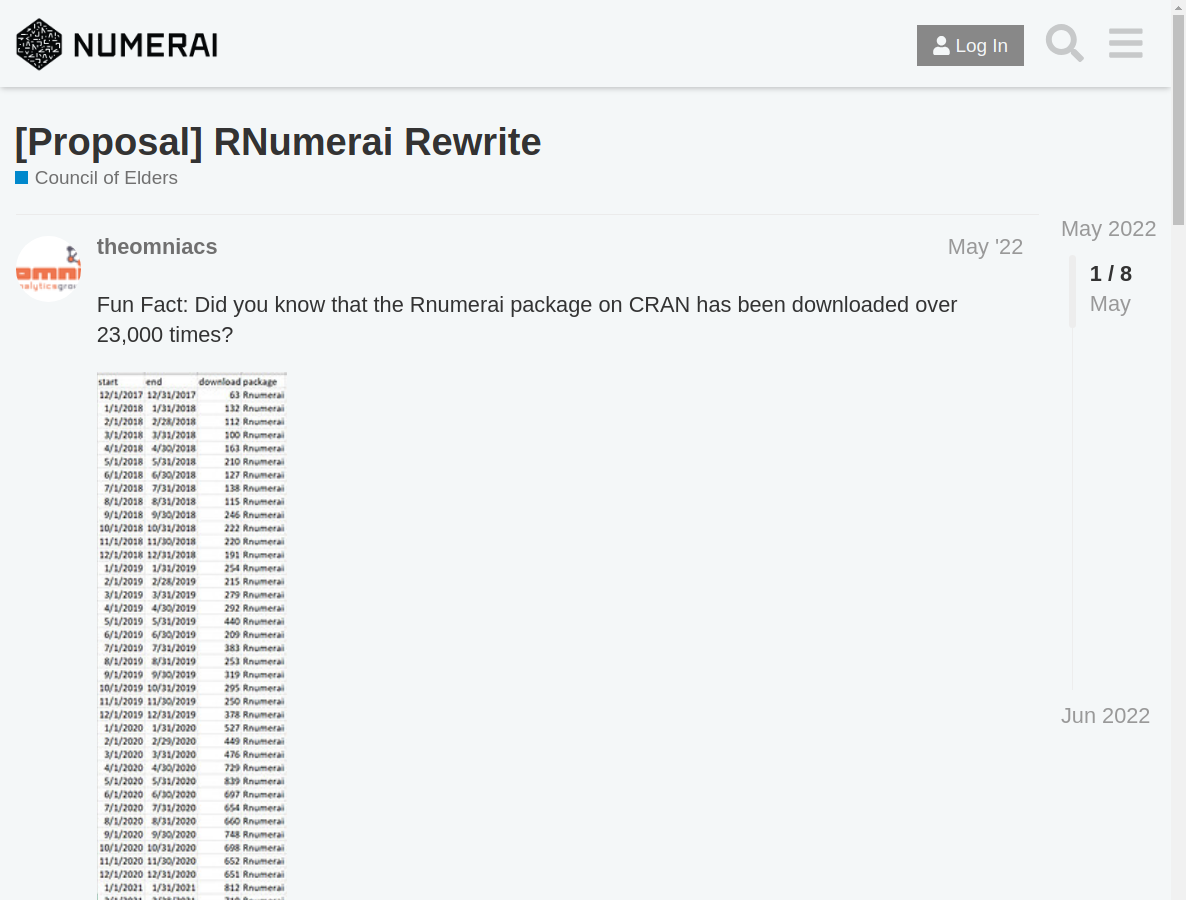 NUMERAI
Log In
[Proposal] RNumerai Rewrite
Council of Elders
theomniacs
May '22
May 2022
1 / 8
May
Jun 2022
Fun Fact: Did you know that the Rnumerai package on CRAN has been downloaded over
23,000 times?
start end download package
12/1/2017 12/31/2017 63 Rnumerai
1/1/2018 1/31/2018 132 Rnumerai
2/1/2018 2/28/2018 112 Rnumerai
3/1/2018 3/31/2018 100 Rnumerai
4/1/2018 4/30/2018 163 Rnumerai
5/1/2018 5/31/2018 210 Rnumerai
6/1/2018 6/30/2018 127 Rnumerai
7/1/2018 7/31/2018 138 Rnumerai
8/1/2018 8/31/2018 115 Rnumerai
9/1/2018 9/30/2018 246 Rnumerai
10/1/2018 10/31/2018 222 Rnumerai
11/1/2018 11/30/2018 220 Rnumerai
12/1/2018 12/31/2018 191 Rnumerai
1/1/2019 1/31/2019 254 Rnumerai
2/1/2019 2/28/2019 215 Rnumerai
3/1/2019 3/31/2019 279 Rnumerai
4/1/2019 4/30/2019 292 Rnumerai
5/1/2019 5/31/2019 440 Rnumerai
6/1/2019 6/30/2019 209 Rnumerai
7/1/2019 7/31/2019 383 Rnumerai
8/1/2019 8/31/2019 253 Rnumerai
9/1/2019 9/30/2019 319 Rnumerai
10/1/2019 10/31/2019 295 Rnumerai
11/1/2019 11/30/2019 250 Rnumerai
12/1/2019 12/31/2019 378 Rnumerai
1/1/2020 1/31/2020 527 Rnumerai
2/1/2020 2/29/2020 449 Rnumerai
3/1/2020 3/31/2020 476 Rnumerai
4/1/2020 4/30/2020 729 Rnumerai
5/1/2020 5/31/2020 839 Rnumerai
6/1/2020 6/30/2020 697 Rnumerai
7/1/2020 7/31/2020 654 Rnumerai
8/1/2020 8/31/2020 660 Rnumerai
9/1/2020 9/30/2020 748 Rnumerai
10/1/2020 10/31/2020 698 Rnumerai
11/1/2020 11/30/2020 652 Rnumerai
12/1/2020 12/31/2020 651 Rnumerai
1/1/2021 1/31/2021 812 Rnumerai